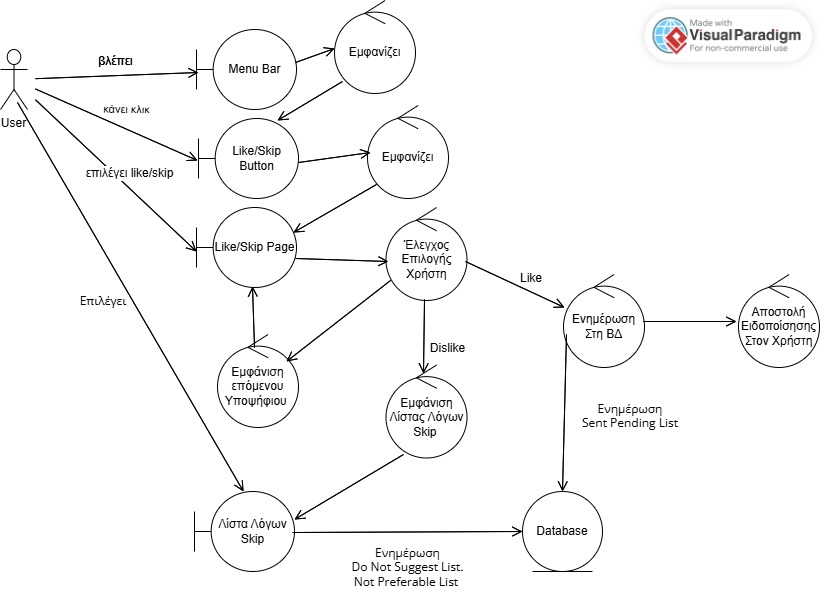 Made with
VisualParadigm
For non-commercial use
βλέπει
Menu Bar
Εμφανίζει
User
κάνει κλικ
Like/Skip
Button
Εμφανίζει
επιλέγει like/skip
Like/Skip Page
Έλεγχος
Επιλογής
Χρήστη
Like
Ενημέρωση
Στη ΒΔ
Αποστολή
Ειδοποίσησης
Στον Χρήστη
Επιλέγει
Dislike
Εμφάνιση
επόμενου
Υποψήφιου
Εμφάνιση
Λίστας Λόγων
Skip
Ενημέρωση
Sent Pending List
Λίστα Λόγων
Skip
Database
Ενημέρωση
Do Not Suggest List.
Not Preferable List